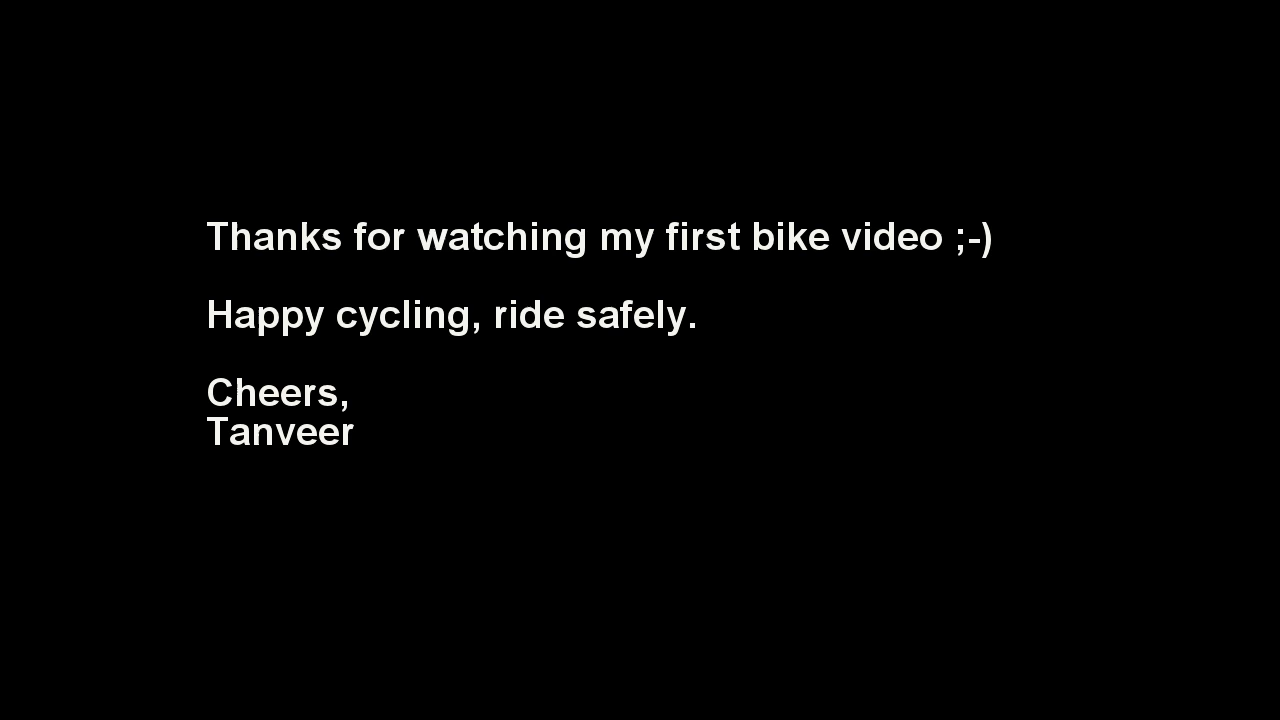 Thanks for watching my first bike video ;-)
Happy cycling, ride safely.
Cheers,
Tanveer